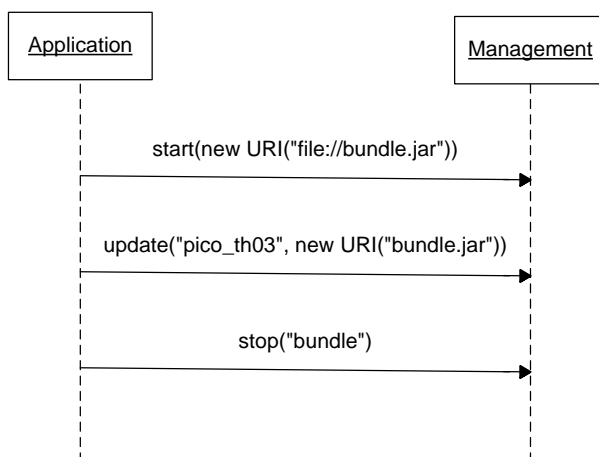 Application
Management
start(new URI("file://bundle.jar"))
update("pico_th03", new URI("bundle.jar"))
stop("bundle")